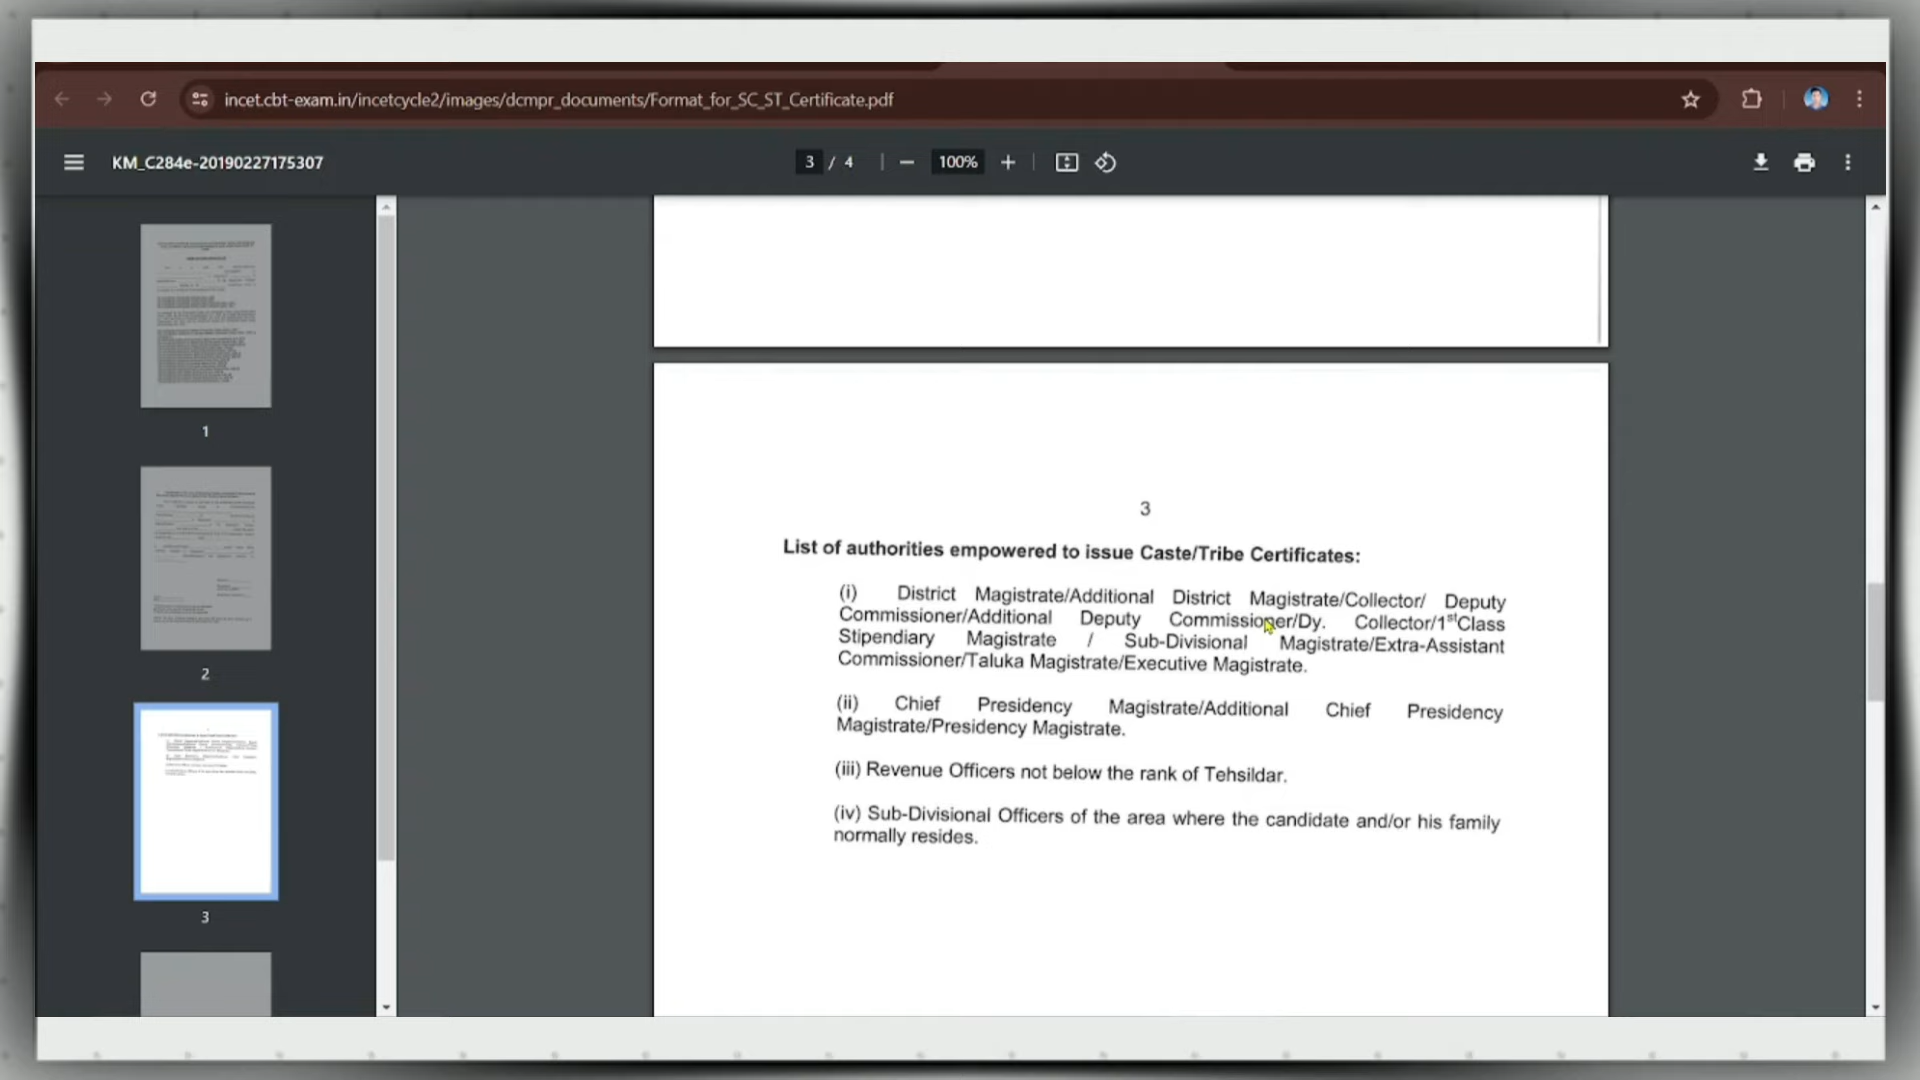 incet.cbt-exam.in/incetcycle2/images/dcmpr_documents/Format_for_SC_ST_Certificate.pdf
KM_C284e-20190227175307
3 / 4
100%
1
2
3
3
List of authorities empowered to issue Caste/Tribe Certificates:
(i) District Magistrate/Additional District Magistrate/Collector/ Deputy
Commissioner/Additional Deputy Commissioner/Dy. Collector/1stClass
Stipendiary Magistrate / Sub-Divisional Magistrate/Extra-Assistant
Commissioner/Taluka Magistrate/Executive Magistrate.
(ii) Chief Presidency Magistrate/Additional Chief Presidency
Magistrate/Presidency Magistrate.
(iii) Revenue Officers not below the rank of Tehsildar.
(iv) Sub-Divisional Officers of the area where the candidate and/or his family
normally resides.